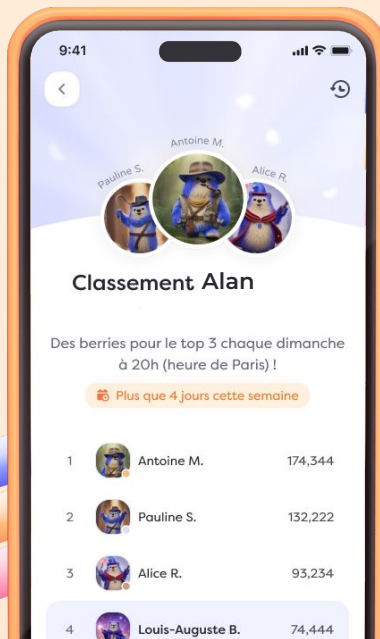 9:41
Antoine M.
Pauline S.
Alice R.
Classement Alan
Des berries pour le top 3 chaque dimanche
à 20h (heure de Paris) !
Plus que 4 jours cette semaine
1 Antoine M. 174,344
2 Pauline S. 132,222
3 Alice R. 93,234
4 Louis-Auguste B. 74,444